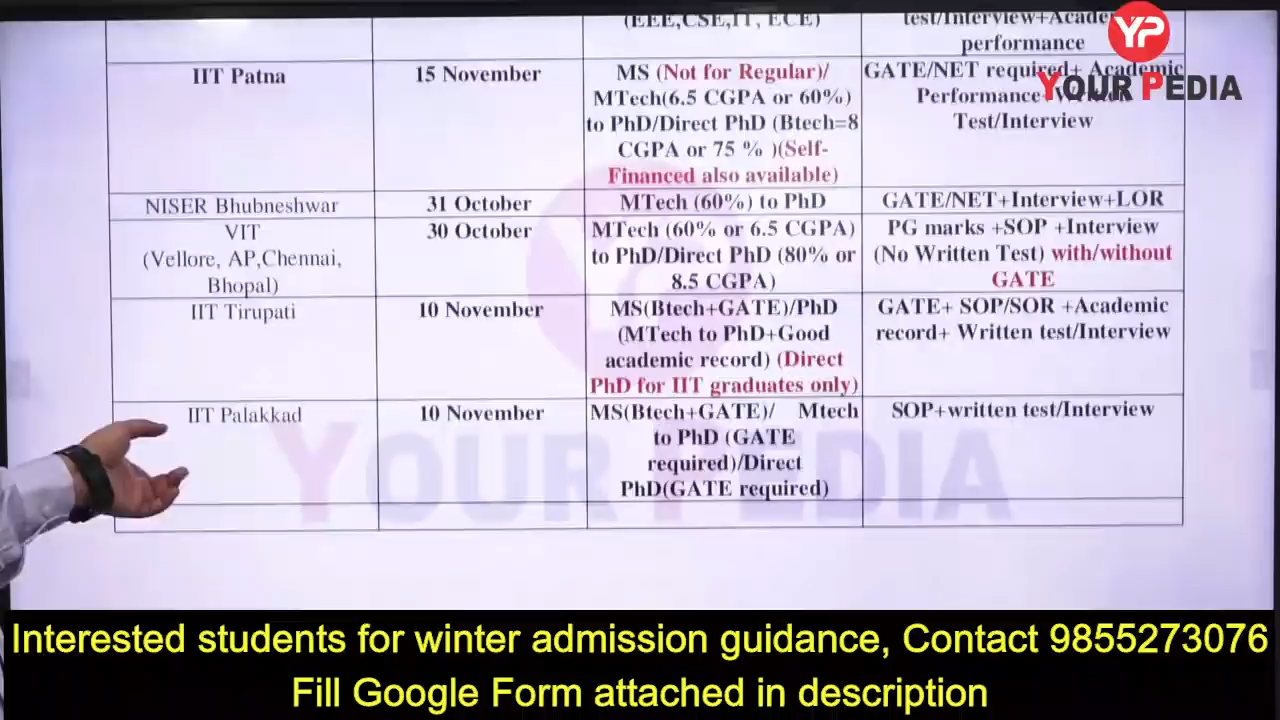 (EEE,CSE,IT, ECE)
test/Interview+Acade
performance
YP
YOUR PEDIA
IIT Patna
15 November
MS (Not for Regular)/
MTech(6.5 CGPA or 60%)
to PhD/Direct PhD (Btech=8
CGPA or 75 % )(Self-
Financed also available)
GATE/NET required+ Academic
Performance+
Test/Interview
NISER Bhubneshwar
31 October
MTech (60%) to PhD
GATE/NET+Interview+LOR
VIT
(Vellore, AP,Chennai,
Bhopal)
30 October
MTech (60% or 6.5 CGPA)
to PhD/Direct PhD (80% or
8.5 CGPA)
PG marks +SOP +Interview
(No Written Test) with/without
GATE
IIT Tirupati
10 November
MS(Btech+GATE)/PhD
(MTech to PhD+Good
academic record) (Direct
PhD for IIT graduates only)
GATE+ SOP/SOR +Academic
record+ Written test/Interview
IIT Palakkad
10 November
MS(Btech+GATE)/ Mtech
to PhD (GATE
required)/Direct
PhD(GATE required)
SOP+written test/Interview
YOUR PEDIA
Interested students for winter admission guidance, Contact 9855273076
Fill Google Form attached in description